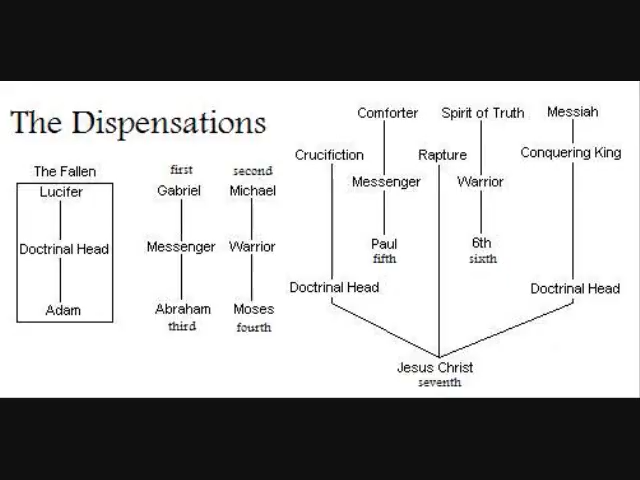 The Dispensations
The Fallen
Lucifer
Doctrinal Head
Adam
first
Gabriel
Messenger
Abraham
third
second
Michael
Warrior
Moses
fourth
Crucifiction
Doctrinal Head
Comforter
Messenger
Paul
fifth
Rapture
Spirit of Truth
Warrior
6th
sixth
Messiah
Conquering King
Doctrinal Head
Jesus Christ
seventh